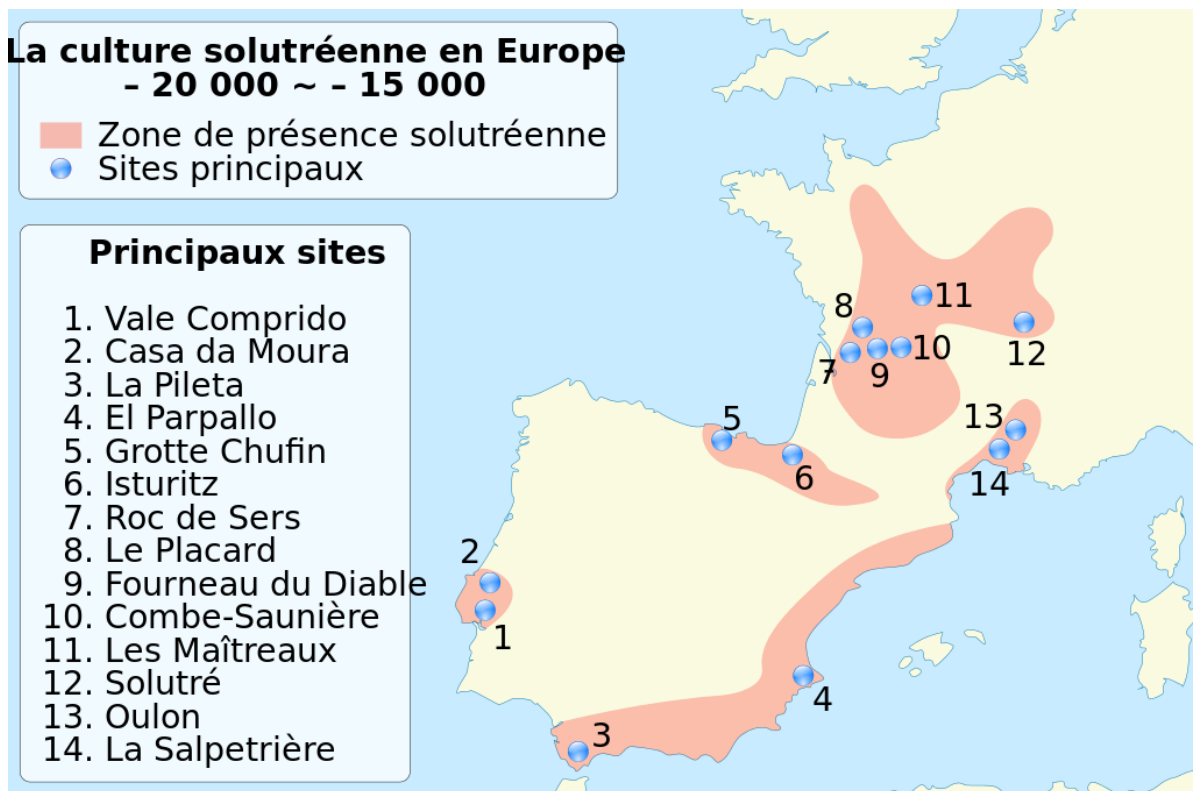 La culture solutréenne en Europe
– 20 000 ~ – 15 000
Zone de présence solutréenne
Sites principaux
Principaux sites
1. Vale Comprido
2. Casa da Moura
3. La Pileta
4. El Parpallo
5. Grotte Chufin
6. Isturitz
7. Roc de Sers
8. Le Placard
9. Fourneau du Diable
10. Combe-Saunière
11. Les Maîtreaux
12. Solutré
13. Oulon
14. La Salpetrière
8
11
7
9
10
12
5
6
13
14
2
1
4
3